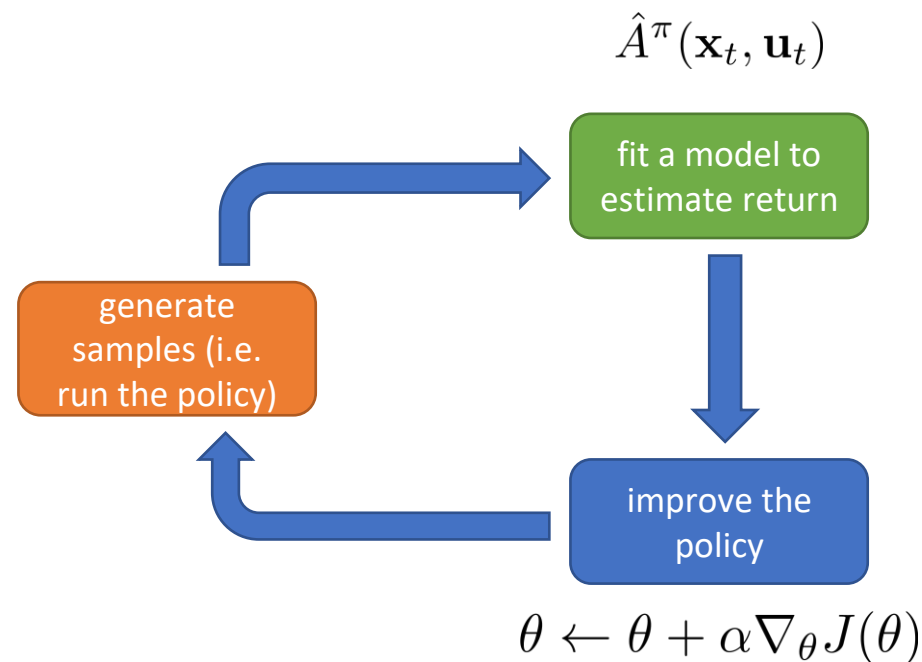 Â^π(𝐱_t, 𝐮_t)
fit a model to
estimate return
generate
samples (i.e.
run the policy)
improve the
policy
θ ← θ + α∇_θ J(θ)